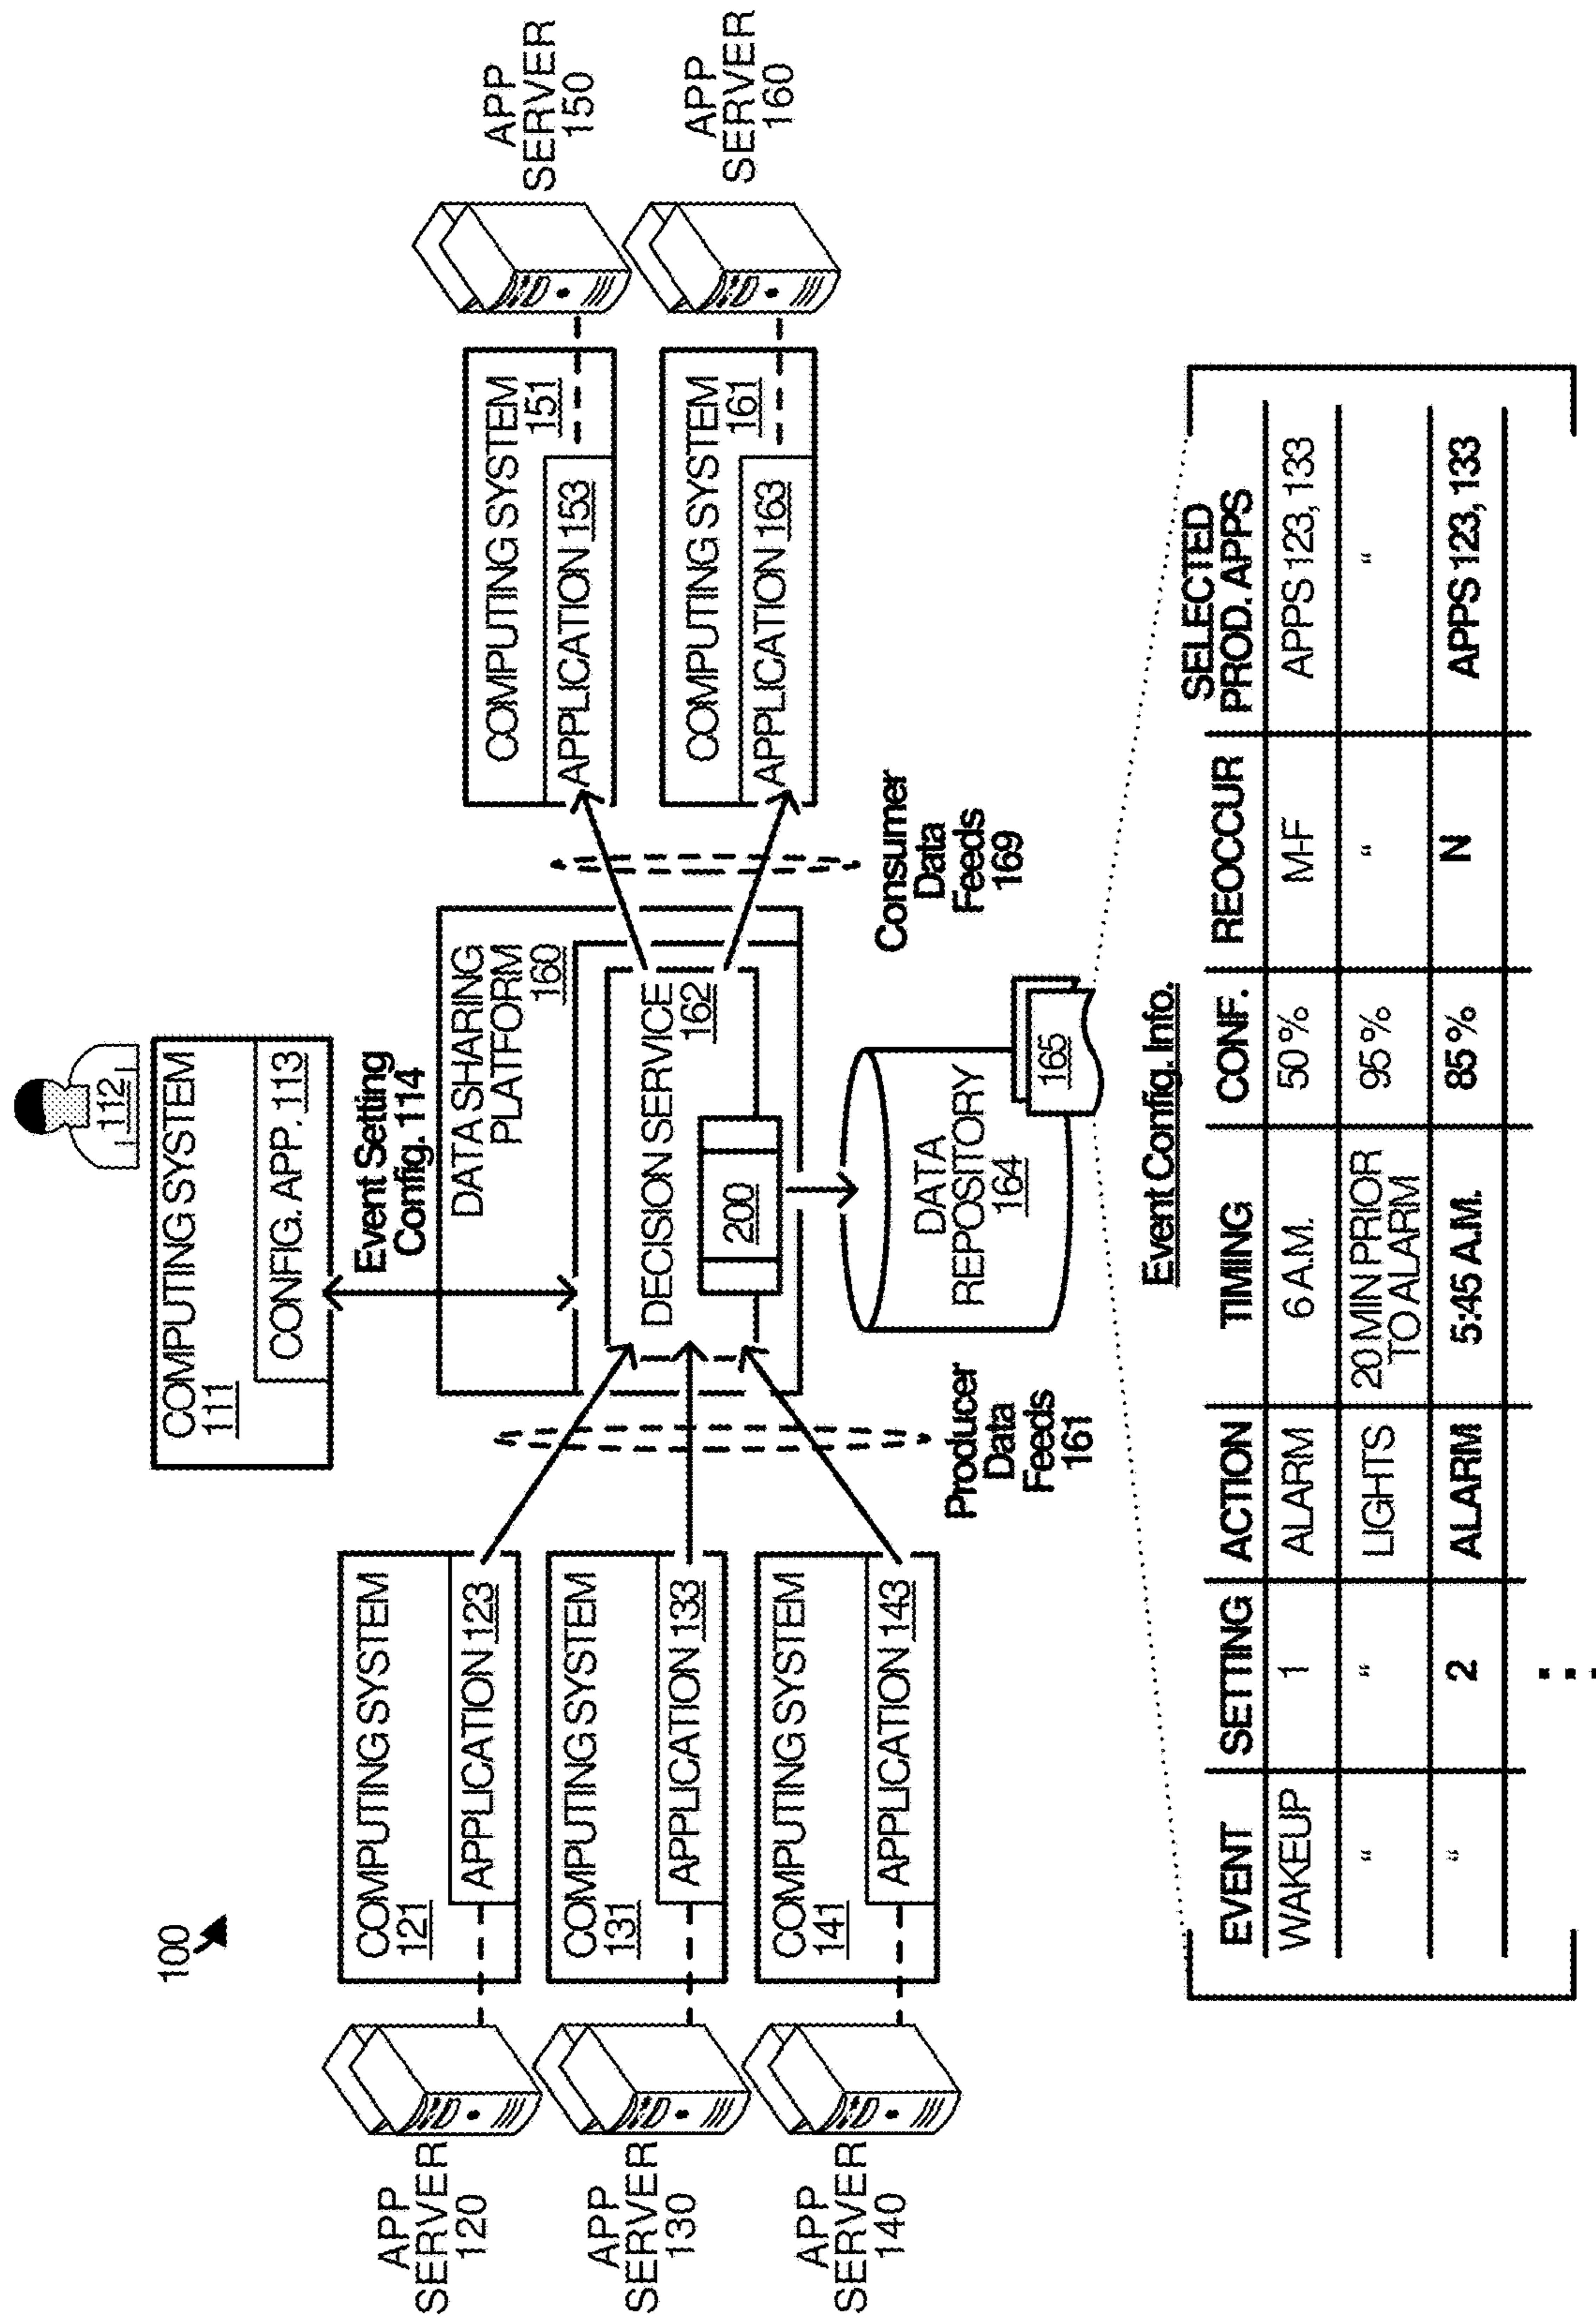 100
112
COMPUTING SYSTEM
111
CONFIG. APP. 113
Event Setting
Config. 114
APP
SERVER
120
COMPUTING SYSTEM
121
APPLICATION 123
APP
SERVER
130
COMPUTING SYSTEM
131
APPLICATION 133
APP
SERVER
140
COMPUTING SYSTEM
141
APPLICATION 143
Producer
Data
Feeds
161
DATA SHARING
PLATFORM
160
DECISION SERVICE
162
200
DATA
REPOSITORY
164
165
Consumer
Data
Feeds
169
COMPUTING SYSTEM
151
APPLICATION 153
APP
SERVER
150
COMPUTING SYSTEM
161
APPLICATION 163
APP
SERVER
160
Event Config. Info.
EVENT SETTING ACTION TIMING CONF. REOCCUR SELECTED
PROD. APPS
WAKEUP 1 ALARM 6 A.M. 50% M-F APPS 123, 133
“ “ LIGHTS 20 MIN PRIOR 95% “ “
TO ALARM
“ 2 ALARM 5:45 A.M. 85% N APPS 123, 133